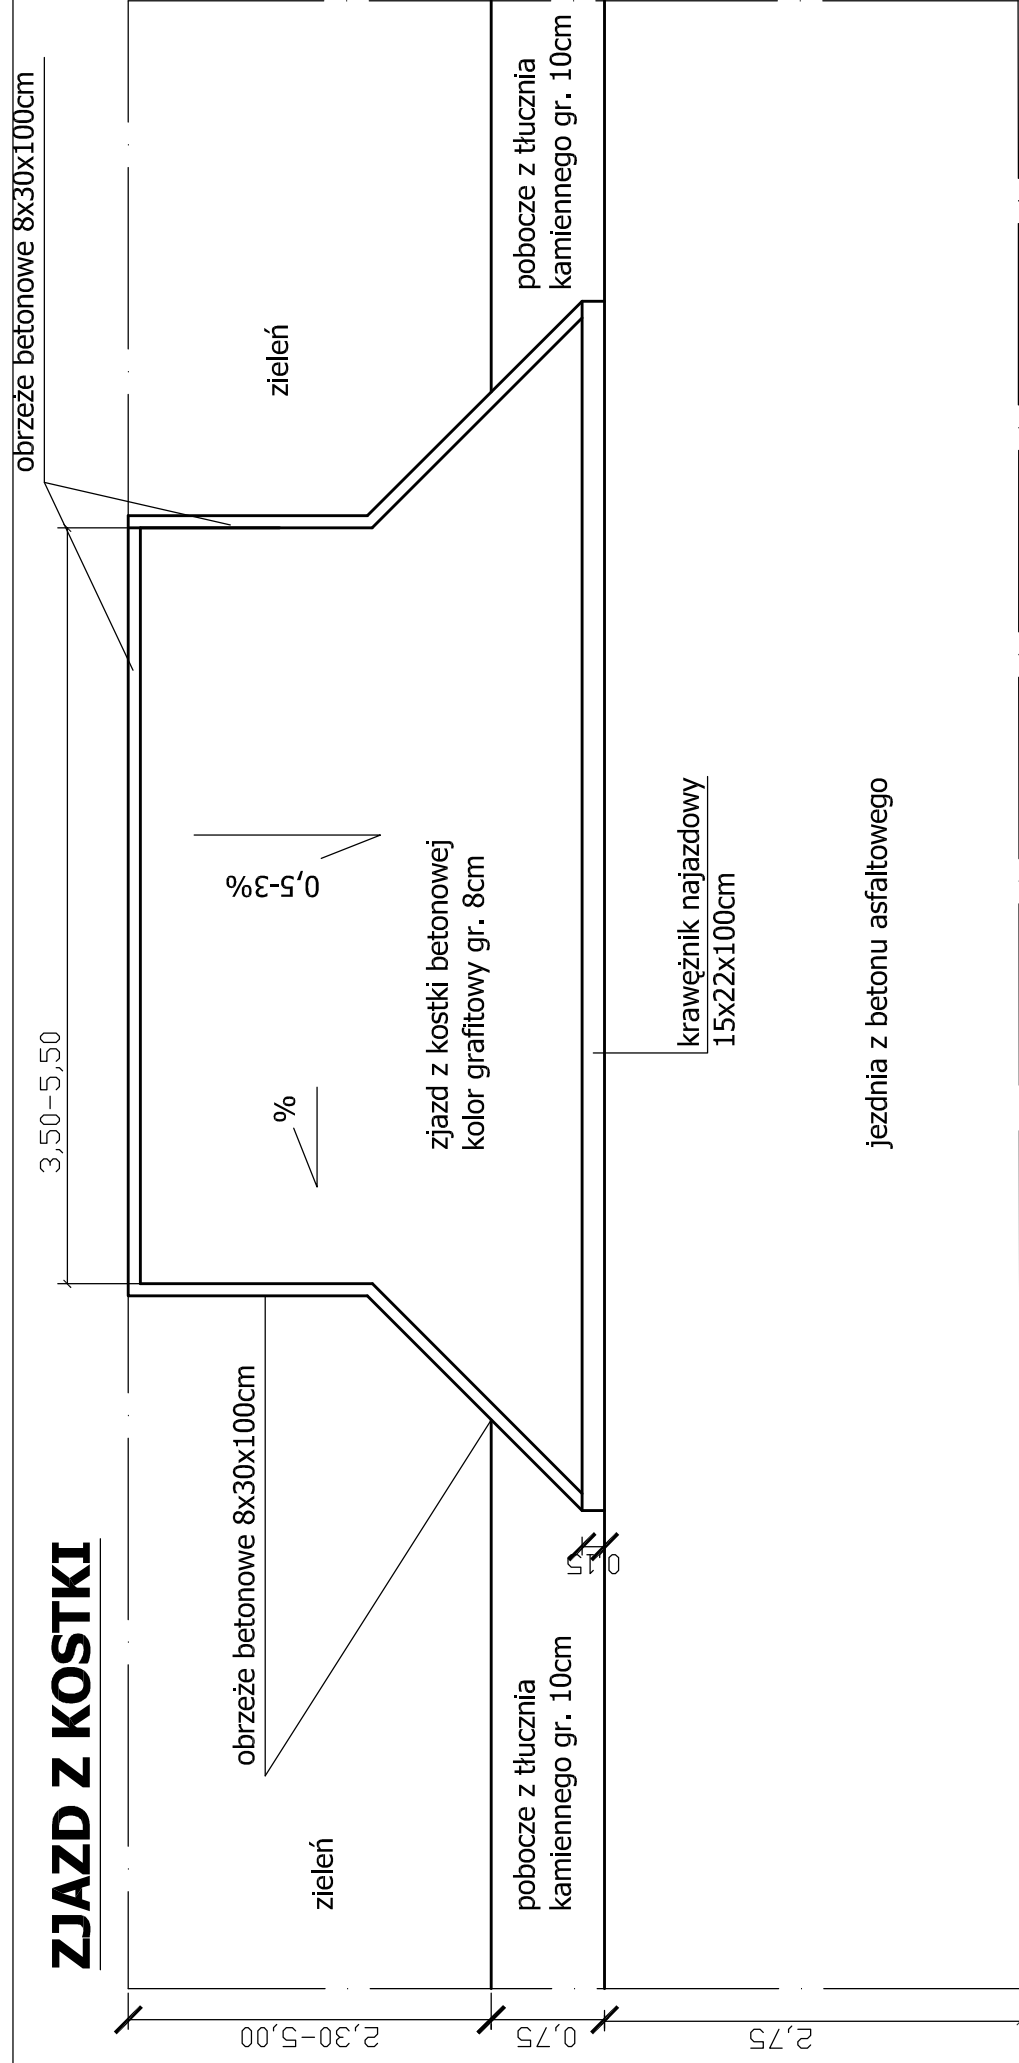 ZJAZD Z KOSTKI
3,50-5,50
obrzeże betonowe 8x30x100cm
obrzeże betonowe 8x30x100cm
zieleń
%
0,5-3%
zieleń
zjazd z kostki betonowej
kolor grafitowy gr. 8cm
pobocze z tłucznia
kamiennego gr. 10cm
pobocze z tłucznia
kamiennego gr. 10cm
0,15
krawężnik najazdowy
15x22x100cm
jezdnia z betonu asfaltowego
2,30-5,00
0,75
2,75